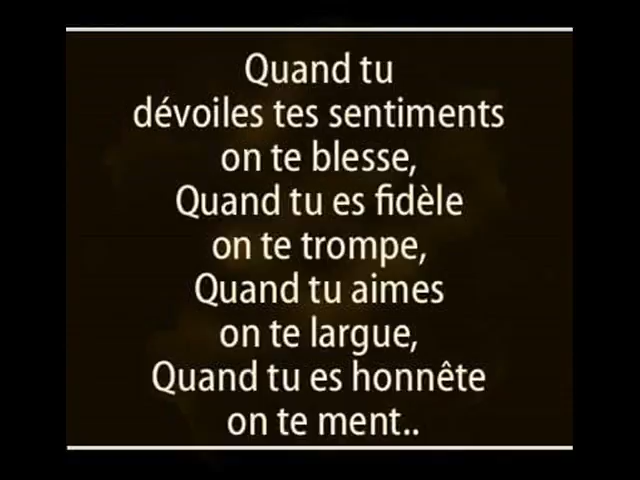 Quand tu
dévoiles tes sentiments
on te blesse,
Quand tu es fidèle
on te trompe,
Quand tu aimes
on te largue,
Quand tu es honnête
on te ment..